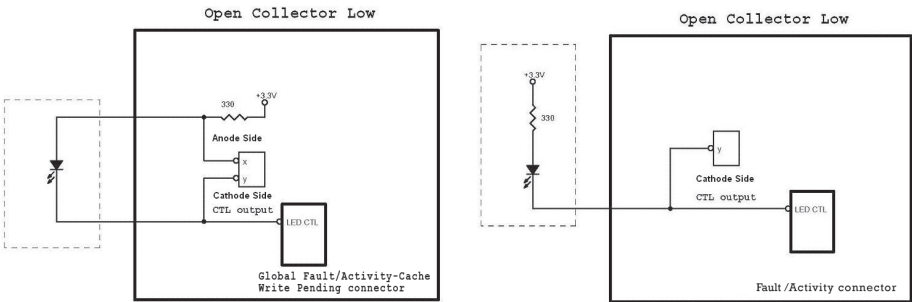 Open Collector Low
+3.3V
330
Anode Side
x
y
Cathode Side
CTL output
LED CTL
Global Fault/Activity-Cache
Write Pending connector
Open Collector Low
+3.3V
330
y
Cathode Side
CTL output
LED CTL
Fault/Activity connector